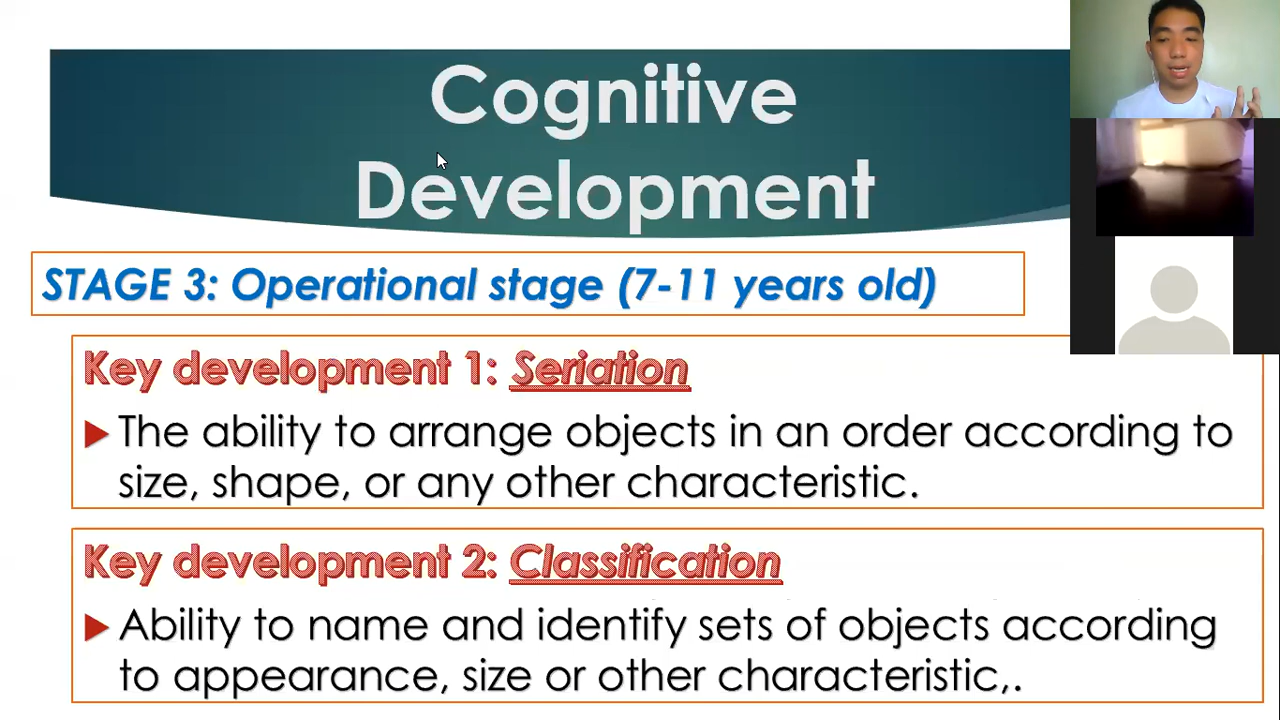 Cognitive
Development
STAGE 3: Operational stage (7-11 years old)
Key development 1: Seriation
The ability to arrange objects in an order according to
size, shape, or any other characteristic.
Key development 2: Classification
Ability to name and identify sets of objects according
to appearance, size or other characteristic,.